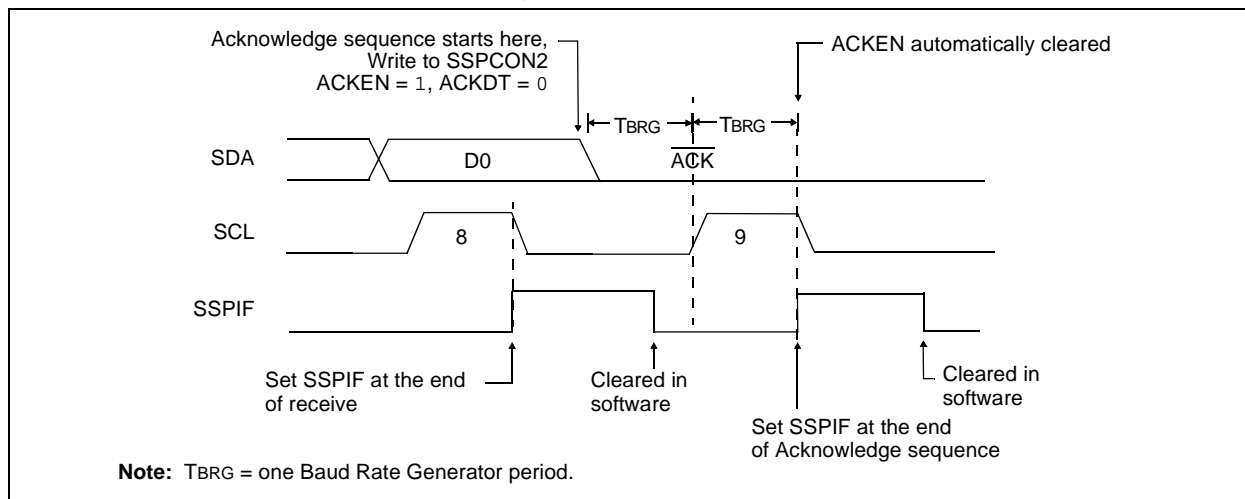 Acknowledge sequence starts here,
Write to SSPCON2
ACKEN = 1, ACKDT = 0
ACKEN automatically cleared
TBRG
TBRG
SDA
D0
ACK
SCL
8
9
SSPIF
Set SSPIF at the end
of receive
Cleared in
software
Set SSPIF at the end
of Acknowledge sequence
Cleared in
software
Note: TBRG = one Baud Rate Generator period.